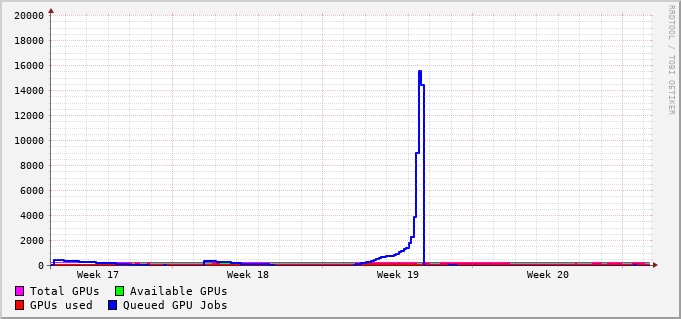 20000
18000
16000
14000
12000
10000
8000
6000
4000
2000
0
Week 17 Week 18 Week 19 Week 20
Total GPUs Available GPUs
GPUs used Queued GPU Jobs
RRDTOOL / TOBI OETIKER